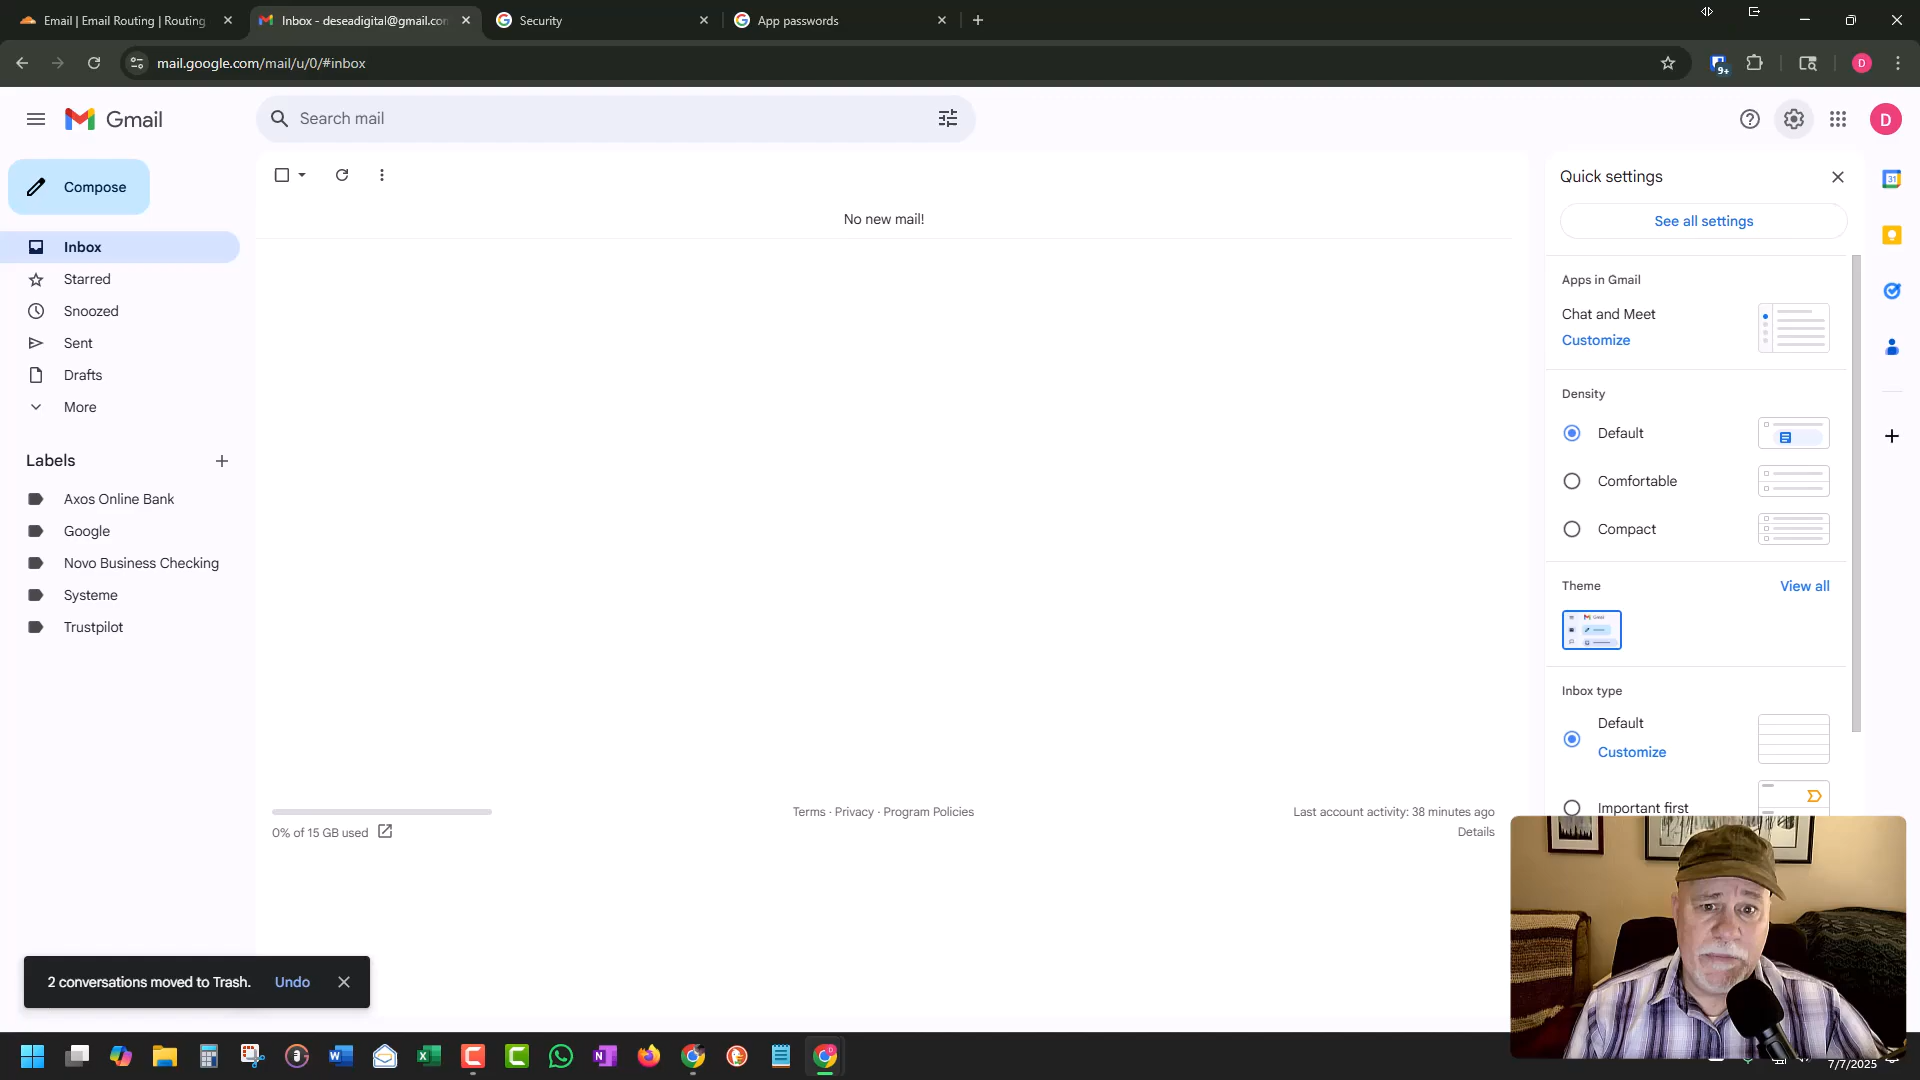 Email | Email Routing | Routing
Inbox - deseadigital@gmail.con
Security
App passwords
mail.google.com/mail/u/0/#inbox
9+
D
Gmail
Search mail
D
Compose
Inbox
Starred
Snoozed
Sent
Drafts
More
Labels
Axos Online Bank
Google
Novo Business Checking
Systeme
Trustpilot
No new mail!
0% of 15 GB used
Terms · Privacy · Program Policies
Last account activity: 38 minutes ago
Details
2 conversations moved to Trash.
Undo
Quick settings
See all settings
Apps in Gmail
Chat and Meet
Customize
Density
Default
Comfortable
Compact
Theme
View all
Inbox type
Default
Customize
Important first
31
7/7/2025